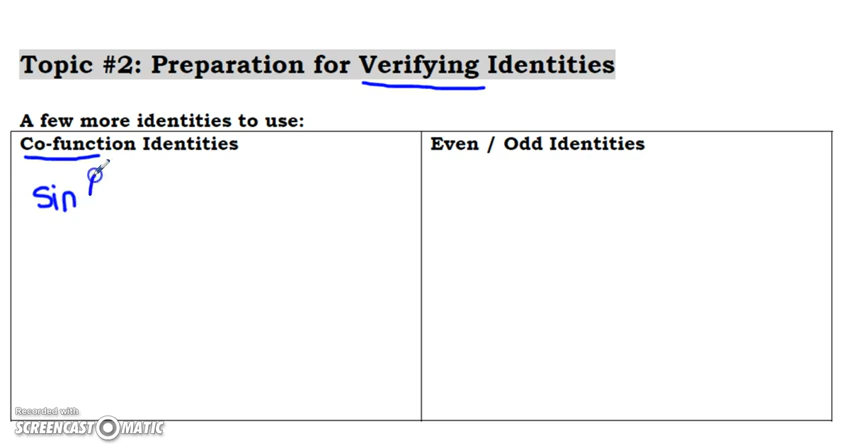 Topic #2: Preparation for Verifying Identities
A few more identities to use:
Co-function Identities
Even / Odd Identities
sin
Recorded with
SCREENCAST-O-MATIC